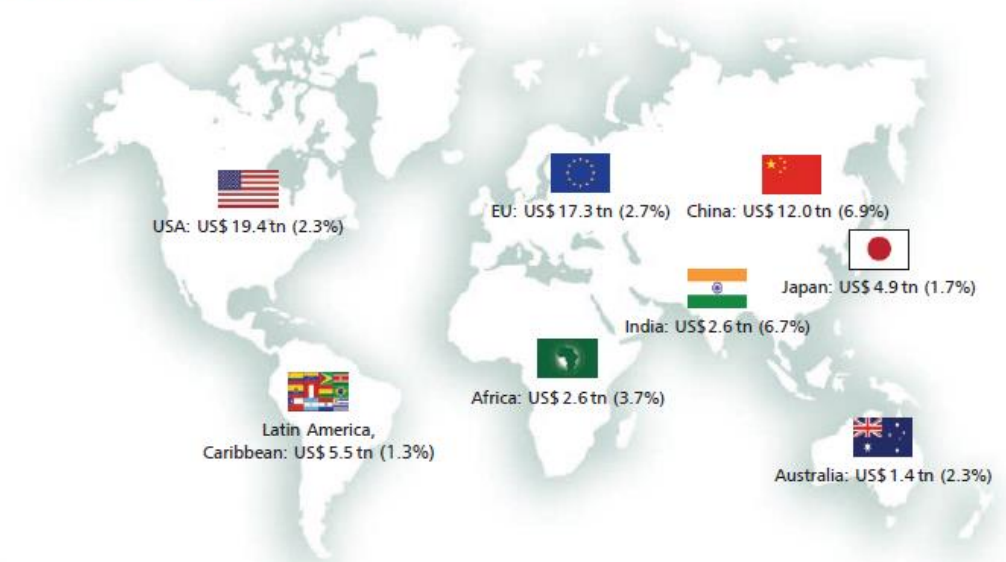 USA: US$ 19.4 tn (2.3%)
EU: US$ 17.3 tn (2.7%)
China: US$ 12.0 tn (6.9%)
Japan: US$ 4.9 tn (1.7%)
India: US$ 2.6 tn (6.7%)
Africa: US$ 2.6 tn (3.7%)
Latin America,
Caribbean: US$ 5.5 tn (1.3%)
Australia: US$ 1.4 tn (2.3%)